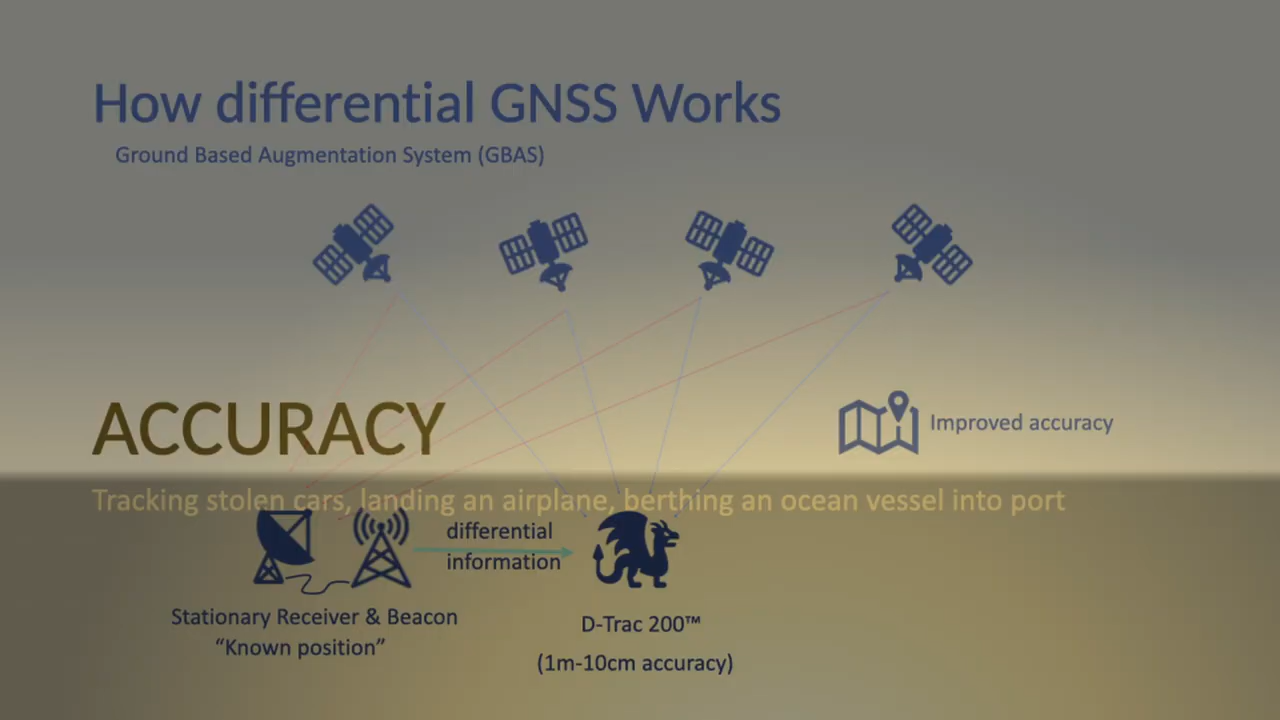 How differential GNSS Works
Ground Based Augmentation System (GBAS)
ACCURACY
Improved accuracy
Tracking stolen cars, landing an airplane, berthing an ocean vessel into port
differential
information
Stationary Receiver & Beacon
“Known position”
D-Trac 200™
(1m-10cm accuracy)